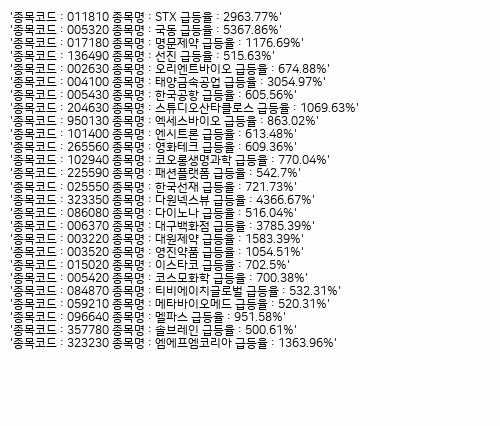 '종목코드 : 011810 종목명 : STX 급등율 : 2963.77%'
'종목코드 : 005320 종목명 : 국동 급등율 : 5367.86%'
'종목코드 : 017180 종목명 : 명문제약 급등율 : 1176.69%'
'종목코드 : 136490 종목명 : 선진 급등율 : 515.63%'
'종목코드 : 002630 종목명 : 오리엔트바이오 급등율 : 674.88%'
'종목코드 : 004100 종목명 : 태양금속공업 급등율 : 3054.97%'
'종목코드 : 005430 종목명 : 한국공항 급등율 : 605.56%'
'종목코드 : 204630 종목명 : 스튜디오산타클로스 급등율 : 1069.63%'
'종목코드 : 950130 종목명 : 엑세스바이오 급등율 : 863.02%'
'종목코드 : 101400 종목명 : 엔시트론 급등율 : 613.48%'
'종목코드 : 265560 종목명 : 영화테크 급등율 : 609.36%'
'종목코드 : 102940 종목명 : 코오롱생명과학 급등율 : 770.04%'
'종목코드 : 225590 종목명 : 패션플랫폼 급등율 : 542.7%'
'종목코드 : 025550 종목명 : 한국선재 급등율 : 721.73%'
'종목코드 : 323350 종목명 : 다원넥스뷰 급등율 : 4366.67%'
'종목코드 : 086080 종목명 : 다이노나 급등율 : 516.04%'
'종목코드 : 006370 종목명 : 대구백화점 급등율 : 3785.39%'
'종목코드 : 003220 종목명 : 대원제약 급등율 : 1583.39%'
'종목코드 : 003520 종목명 : 영진약품 급등율 : 1054.51%'
'종목코드 : 015020 종목명 : 이스타코 급등율 : 702.5%'
'종목코드 : 005420 종목명 : 코스모화학 급등율 : 700.38%'
'종목코드 : 084870 종목명 : 티비에이치글로벌 급등율 : 532.31%'
'종목코드 : 059210 종목명 : 메타바이오메드 급등율 : 520.31%'
'종목코드 : 096640 종목명 : 멜파스 급등율 : 951.58%'
'종목코드 : 357780 종목명 : 솔브레인 급등율 : 500.61%'
'종목코드 : 323230 종목명 : 엠에프엠코리아 급등율 : 1363.96%'